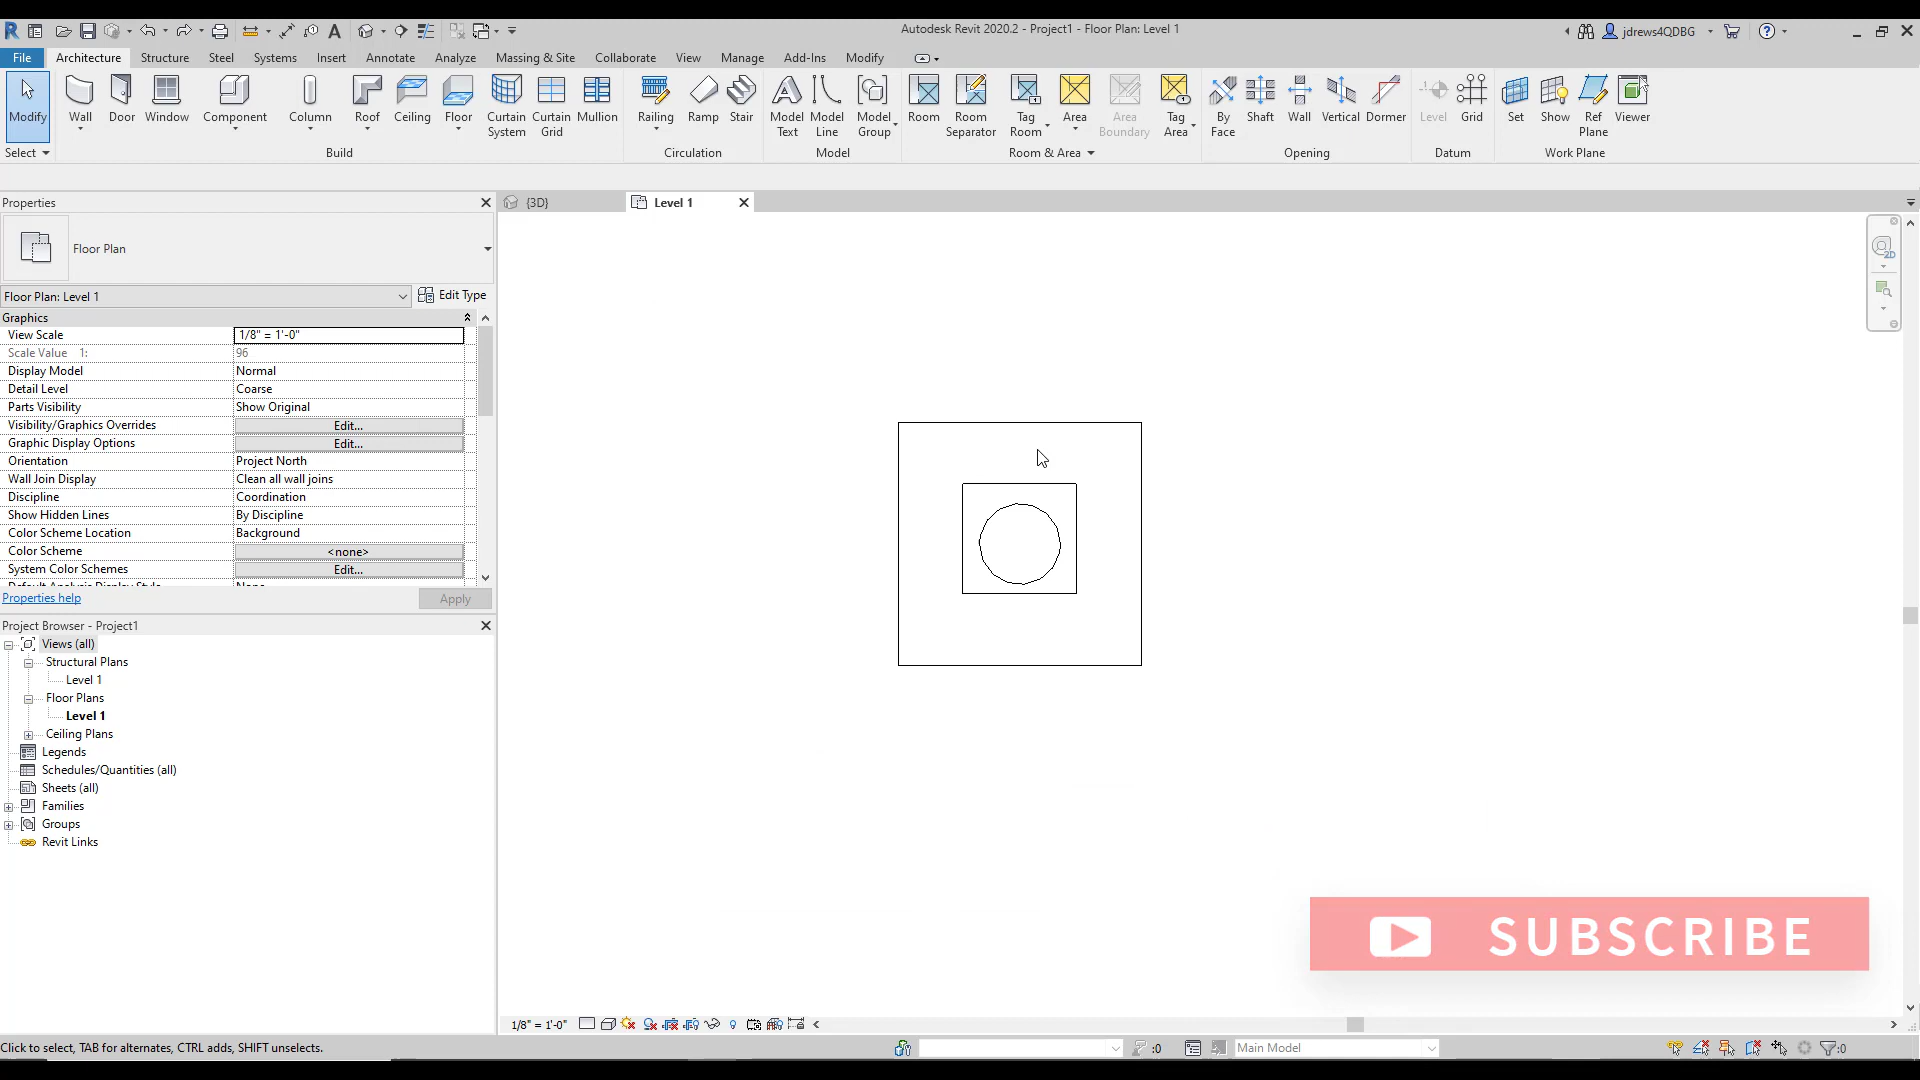 Autodesk Revit 2020.2 - Project1 - Floor Plan: Level 1
jdrews4QDBG
File Architecture Structure Steel Systems Insert Annotate Analyze Massing & Site Collaborate View Manage Add-Ins Modify
Modify Wall Door Window Component Column Roof Ceiling Floor Curtain System Curtain Grid Mullion Railing Ramp Stair Model Text Model Line Model Group Room Room Separator Tag Room Area Area Boundary Tag Area By Face Shaft Wall Vertical Dormer Level Grid Set Show Ref Plane Viewer
Select Build Circulation Model Room & Area Opening Datum Work Plane
Properties
{3D} Level 1
Floor Plan
Floor Plan: Level 1 Edit Type
Graphics
View Scale 1/8" = 1'-0"
Scale Value 1: 96
Display Model Normal
Detail Level Coarse
Parts Visibility Show Original
Visibility/Graphics Overrides Edit...
Graphic Display Options Edit...
Orientation Project North
Wall Join Display Clean all wall joins
Discipline Coordination
Show Hidden Lines By Discipline
Color Scheme Location Background
Color Scheme <none>
System Color Schemes Edit...
Default Analysis Display Style None
Properties help Apply
Project Browser - Project1
Views (all)
Structural Plans
Level 1
Floor Plans
Level 1
Ceiling Plans
Legends
Schedules/Quantities (all)
Sheets (all)
Families
Groups
Revit Links
2D
SUBSCRIBE
1/8" = 1'-0"
Click to select, TAB for alternates, CTRL adds, SHIFT unselects.
:0
Main Model
:0